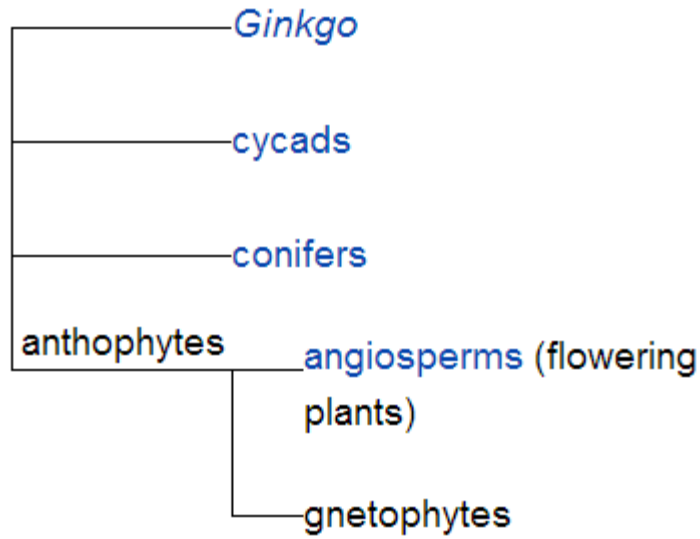 Ginkgo
cycads
conifers
anthophytes
angiosperms (flowering
plants)
gnetophytes